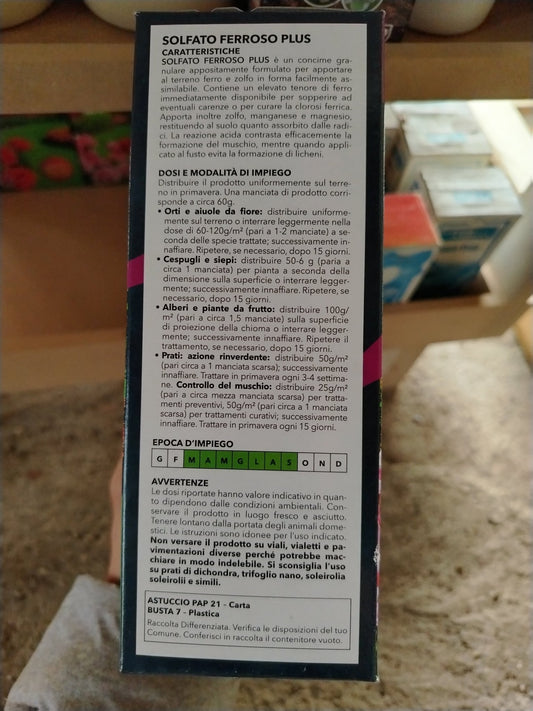 SOLFATO FERROSO PLUS
CARATTERISTICHE
SOLFATO FERROSO PLUS è un concime gra-
nulare appositamente formulato per apportare
al terreno ferro e zolfo in forma facilmente as-
similabile. Contiene un elevato tenore di ferro
immediatamente disponibile per sopperire ad
eventuali carenze o per curare la clorosi ferrica.
Apporta inoltre zolfo, manganese e magnesio,
restituendo al suolo quanto assorbito dalle radi-
ci. La reazione acida contrasta efficacemente la
formazione del muschio, mentre quando appli-
cato al fusto evita la formazione di licheni.
DOSI E MODALITÀ DI IMPIEGO
Distribuire il prodotto uniformemente sul terre-
no in primavera. Una manciata di prodotto corri-
sponde a circa 60g.
• Orti e aiuole da fiore: distribuire uniforme-
mente sul terreno o interrare leggermente nella
dose di 60-120g/m² (pari a 1-2 manciate) a se-
conda delle specie trattate; successivamente in-
naffiare. Ripetere, se necessario, dopo 15 giorni.
• Cespugli e siepi: distribuire 50-6 g (paria a
circa 1 manciata) per pianta a seconda della
dimensione sulla superficie o interrare legger-
mente; successivamente innaffiare. Ripetere, se
necessario, dopo 15 giorni.
• Alberi e piante da frutto: distribuire 100g/
m² (pari a circa 1,5 manciate) sulla superficie
di proiezione della chioma o interrare legger-
mente; successivamente innaffiare. Ripetere il
trattamento, se necessario, dopo 15 giorni.
• Prati: azione rinverdente: distribuire 50g/m²
(pari circa a 1 manciata scarsa); successivamente
innaffiare. Trattare in primavera ogni 3-4 settima-
ne. Controllo del muschio: distribuire 25g/m²
(pari a circa mezza manciata scarsa) per tratta-
menti preventivi, 50g/m² (pari circa a 1 manciata
scarsa) per trattamenti curativi; successivamente
innaffiare. Trattare in primavera ogni 15 giorni.
EPOCA D'IMPIEGO
G F M A M G L A S O N D
AVVERTENZE
Le dosi riportate hanno valore indicativo in quan-
to dipendono dalle condizioni ambientali. Con-
servare il prodotto in luogo fresco e asciutto.
Tenere lontano dalla portata degli animali dome-
stici. Le istruzioni sono idonee per l'uso indicato.
Non versare il prodotto su viali, vialetti e pa-
vimentazioni diverse perché potrebbe mac-
chiare in modo indelebile. Si sconsiglia l'uso
su prati di dichondra, trifoglio nano, soleirolia
soleirolii e simili.
ASTUCCIO PAP 21 - Carta
BUSTA 7 - Plastica
Raccolta Differenziata. Verifica le disposizioni del tuo
Comune. Conferisci in raccolta il contenitore vuoto.